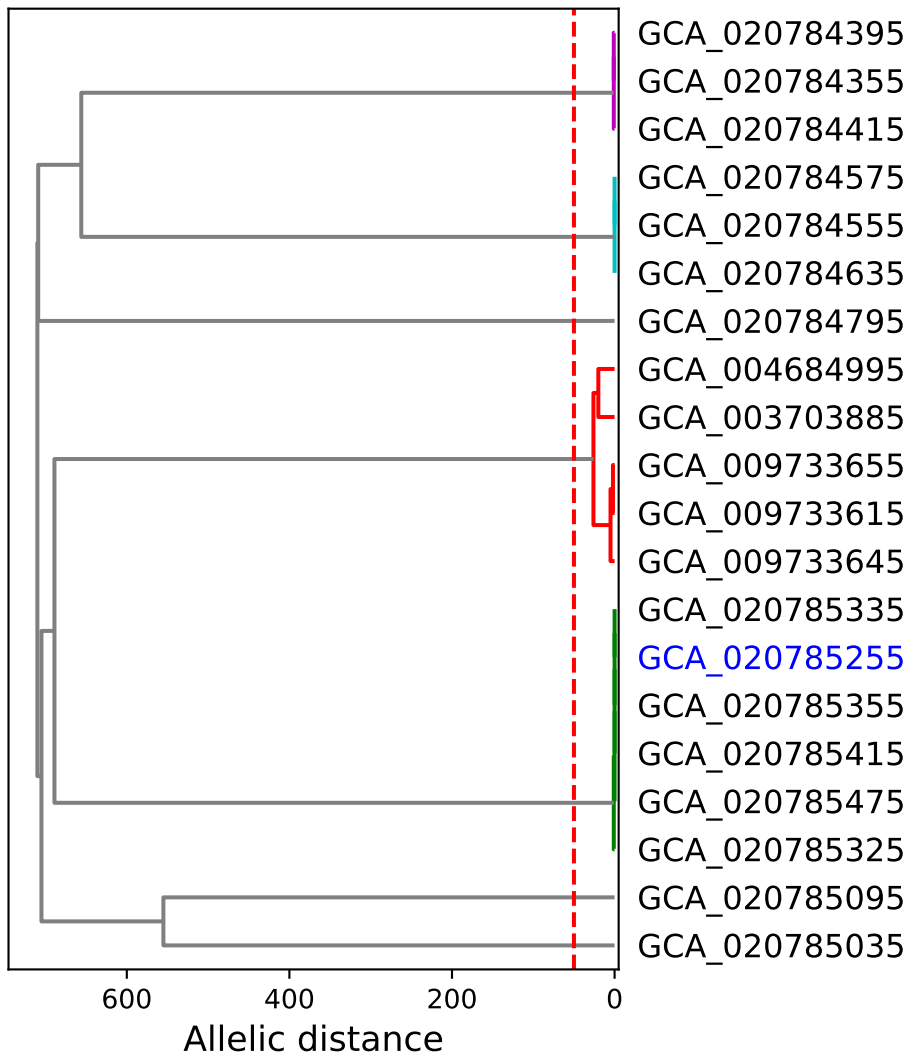 GCA_020784395
GCA_020784355
GCA_020784415
GCA_020784575
GCA_020784555
GCA_020784635
GCA_020784795
GCA_004684995
GCA_003703885
GCA_009733655
GCA_009733615
GCA_009733645
GCA_020785335
GCA_020785255
GCA_020785355
GCA_020785415
GCA_020785475
GCA_020785325
GCA_020785095
GCA_020785035
600 400 200 0
Allelic distance